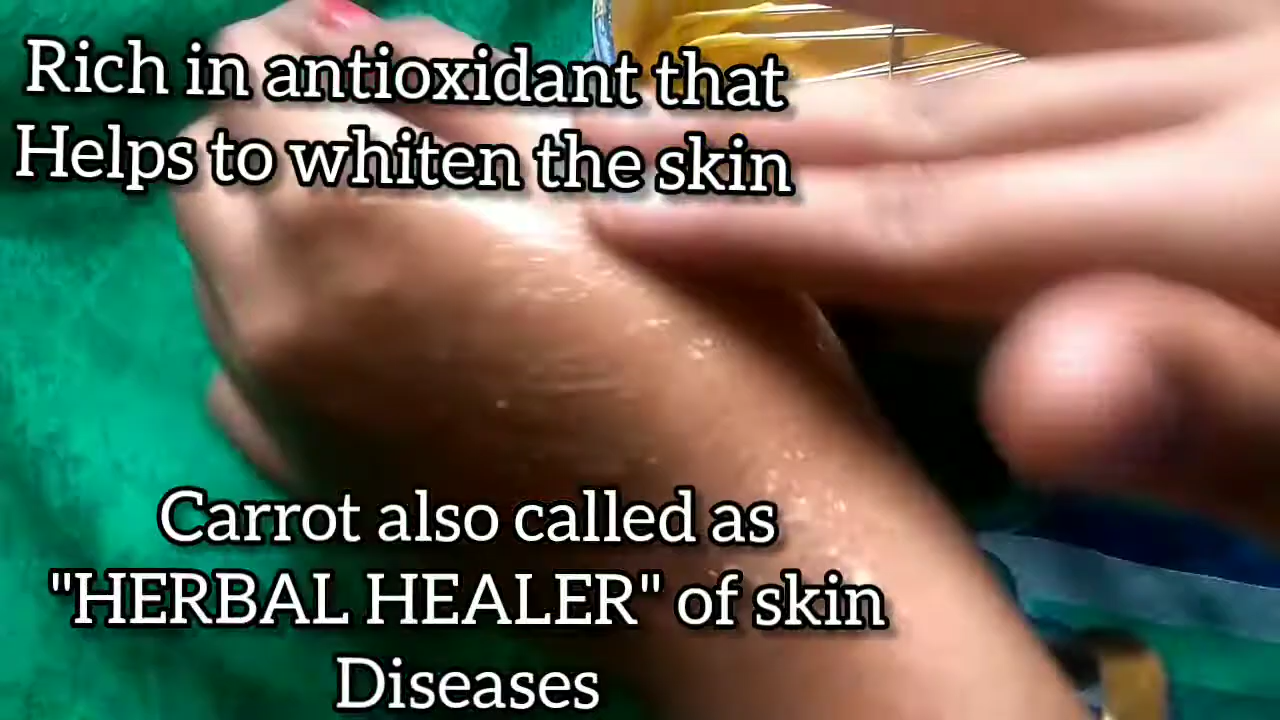 Rich in antioxidant that
Helps to whiten the skin
Carrot also called as
"HERBAL HEALER" of skin
Diseases